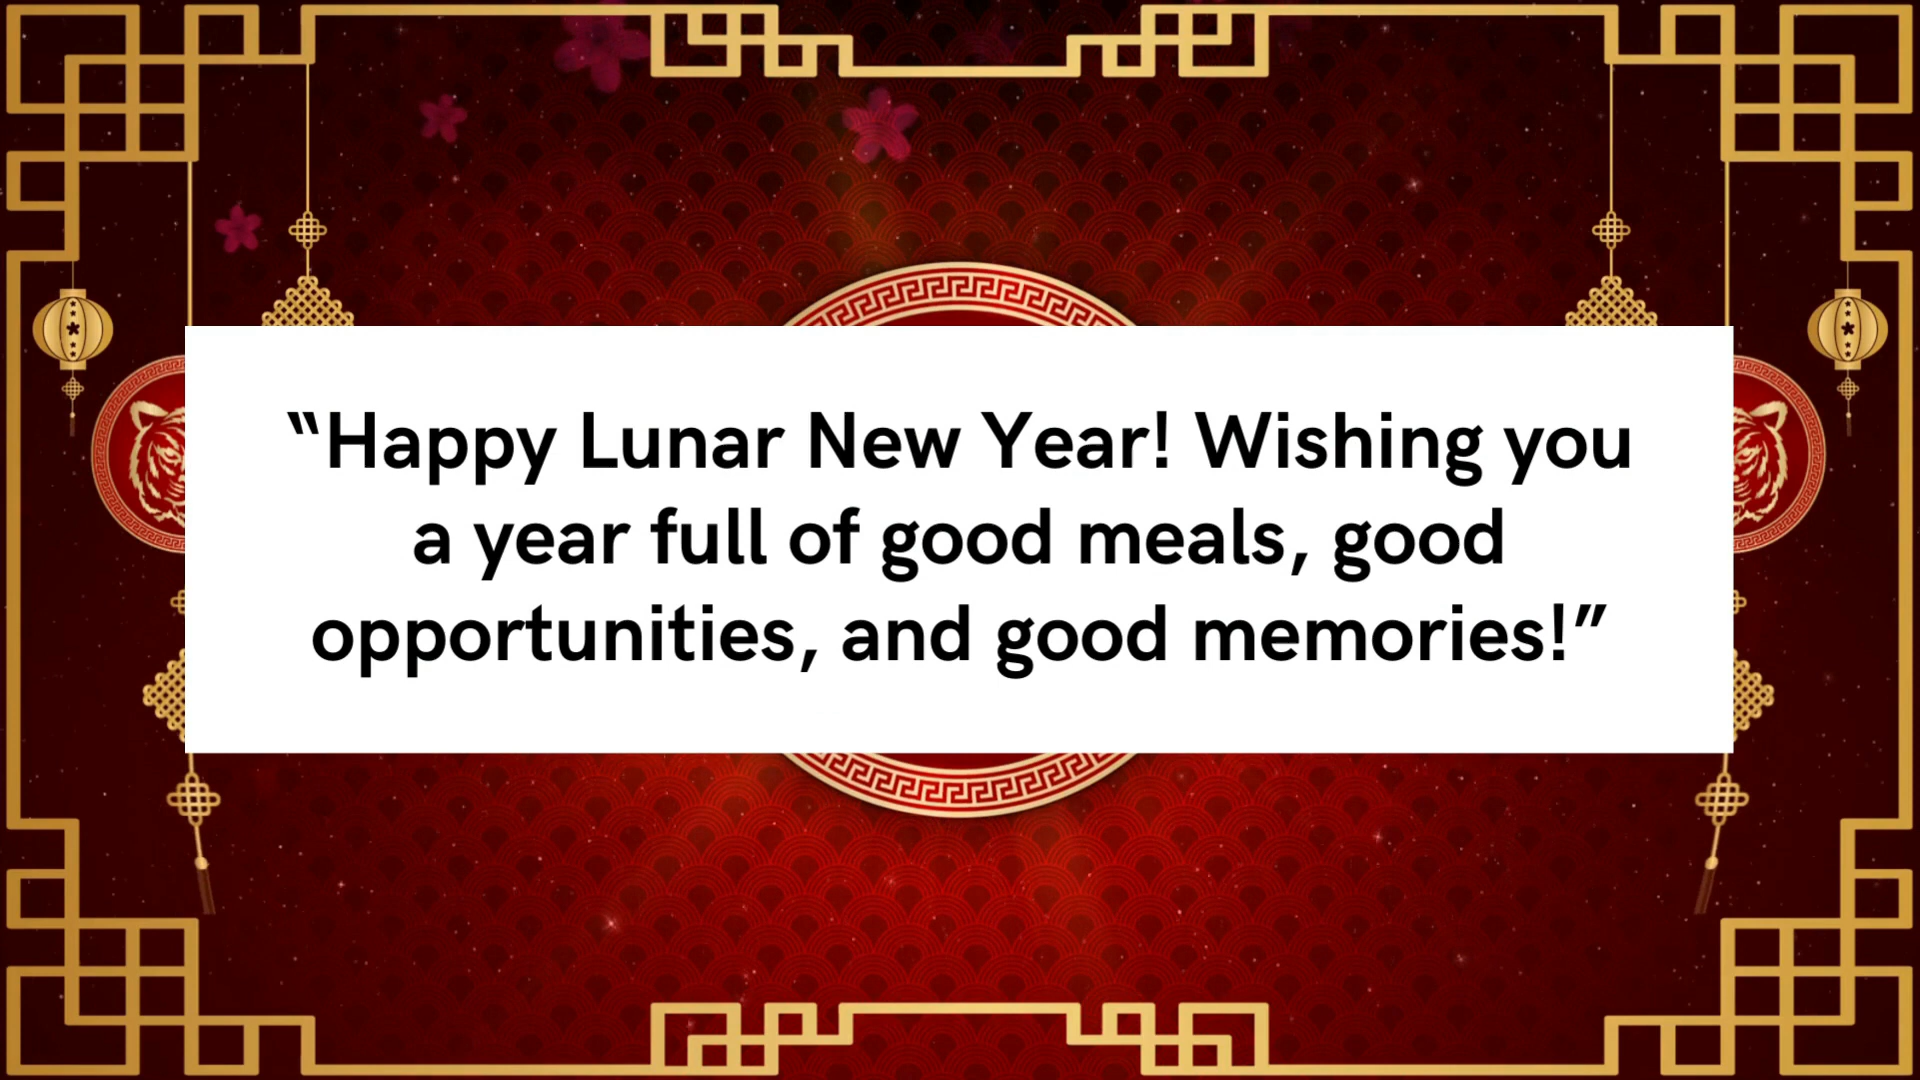 “Happy Lunar New Year! Wishing you
a year full of good meals, good
opportunities, and good memories!”